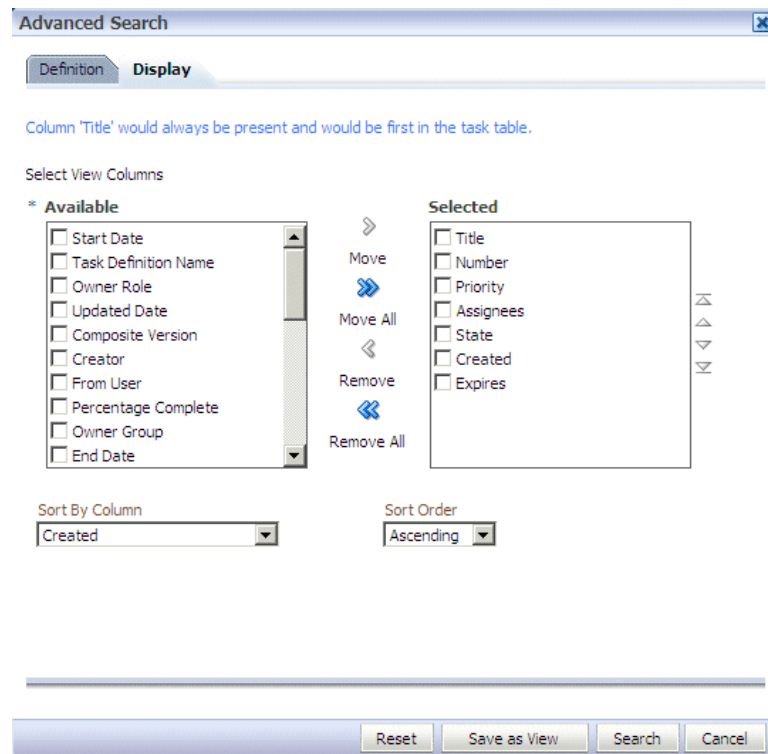 Advanced Search
Definition Display
Column 'Title' would always be present and would be first in the task table.
Select View Columns
* Available
Start Date
Task Definition Name
Owner Role
Updated Date
Composite Version
Creator
From User
Percentage Complete
Owner Group
End Date
Move
Move All
Remove
Remove All
Selected
Title
Number
Priority
Assignees
State
Created
Expires
Sort By Column
Created
Sort Order
Ascending
Reset Save as View Search Cancel